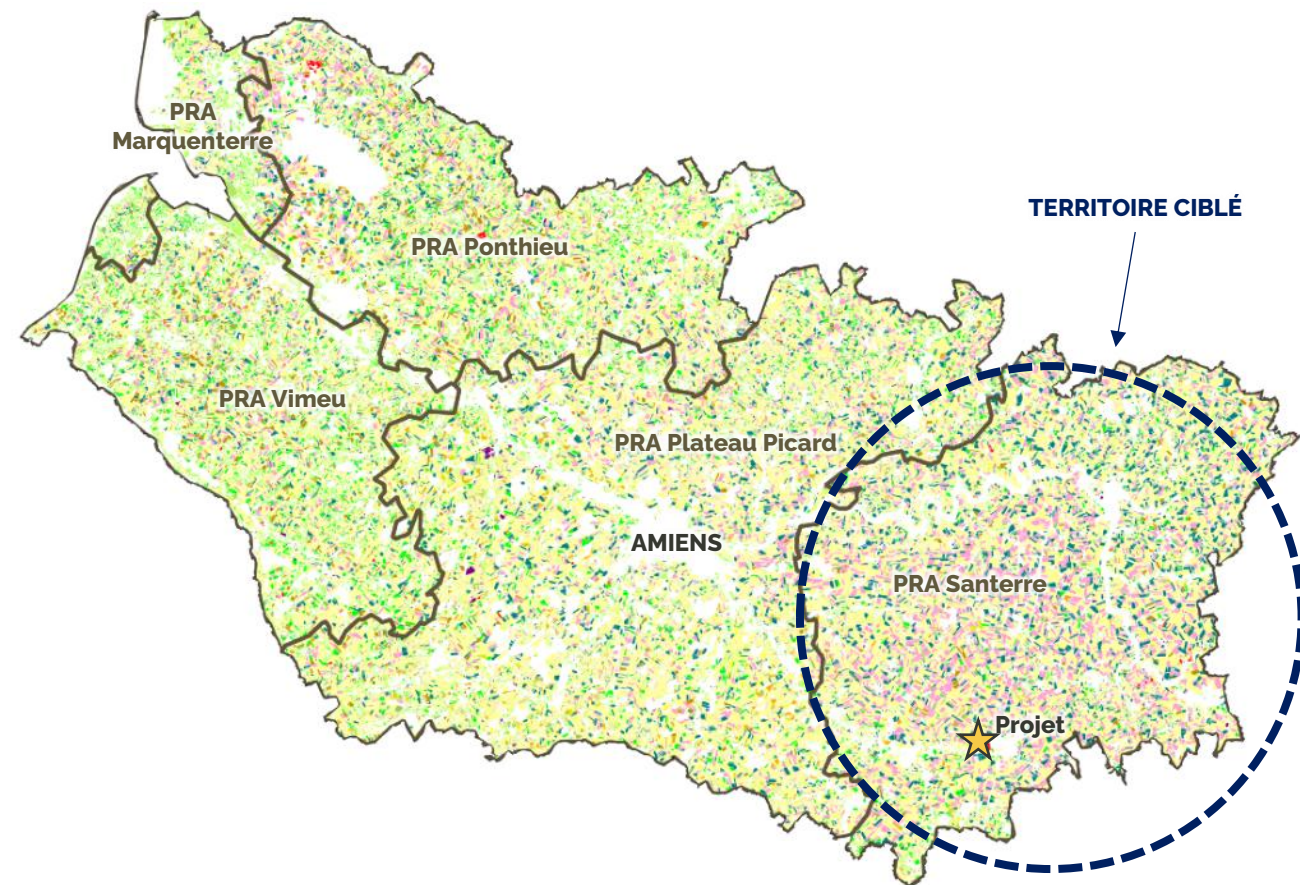 PRA
Marquenterre
TERRITOIRE CIBLÉ
PRA Ponthieu
PRA Vimeu
PRA Plateau Picard
AMIENS
PRA Santerre
Projet